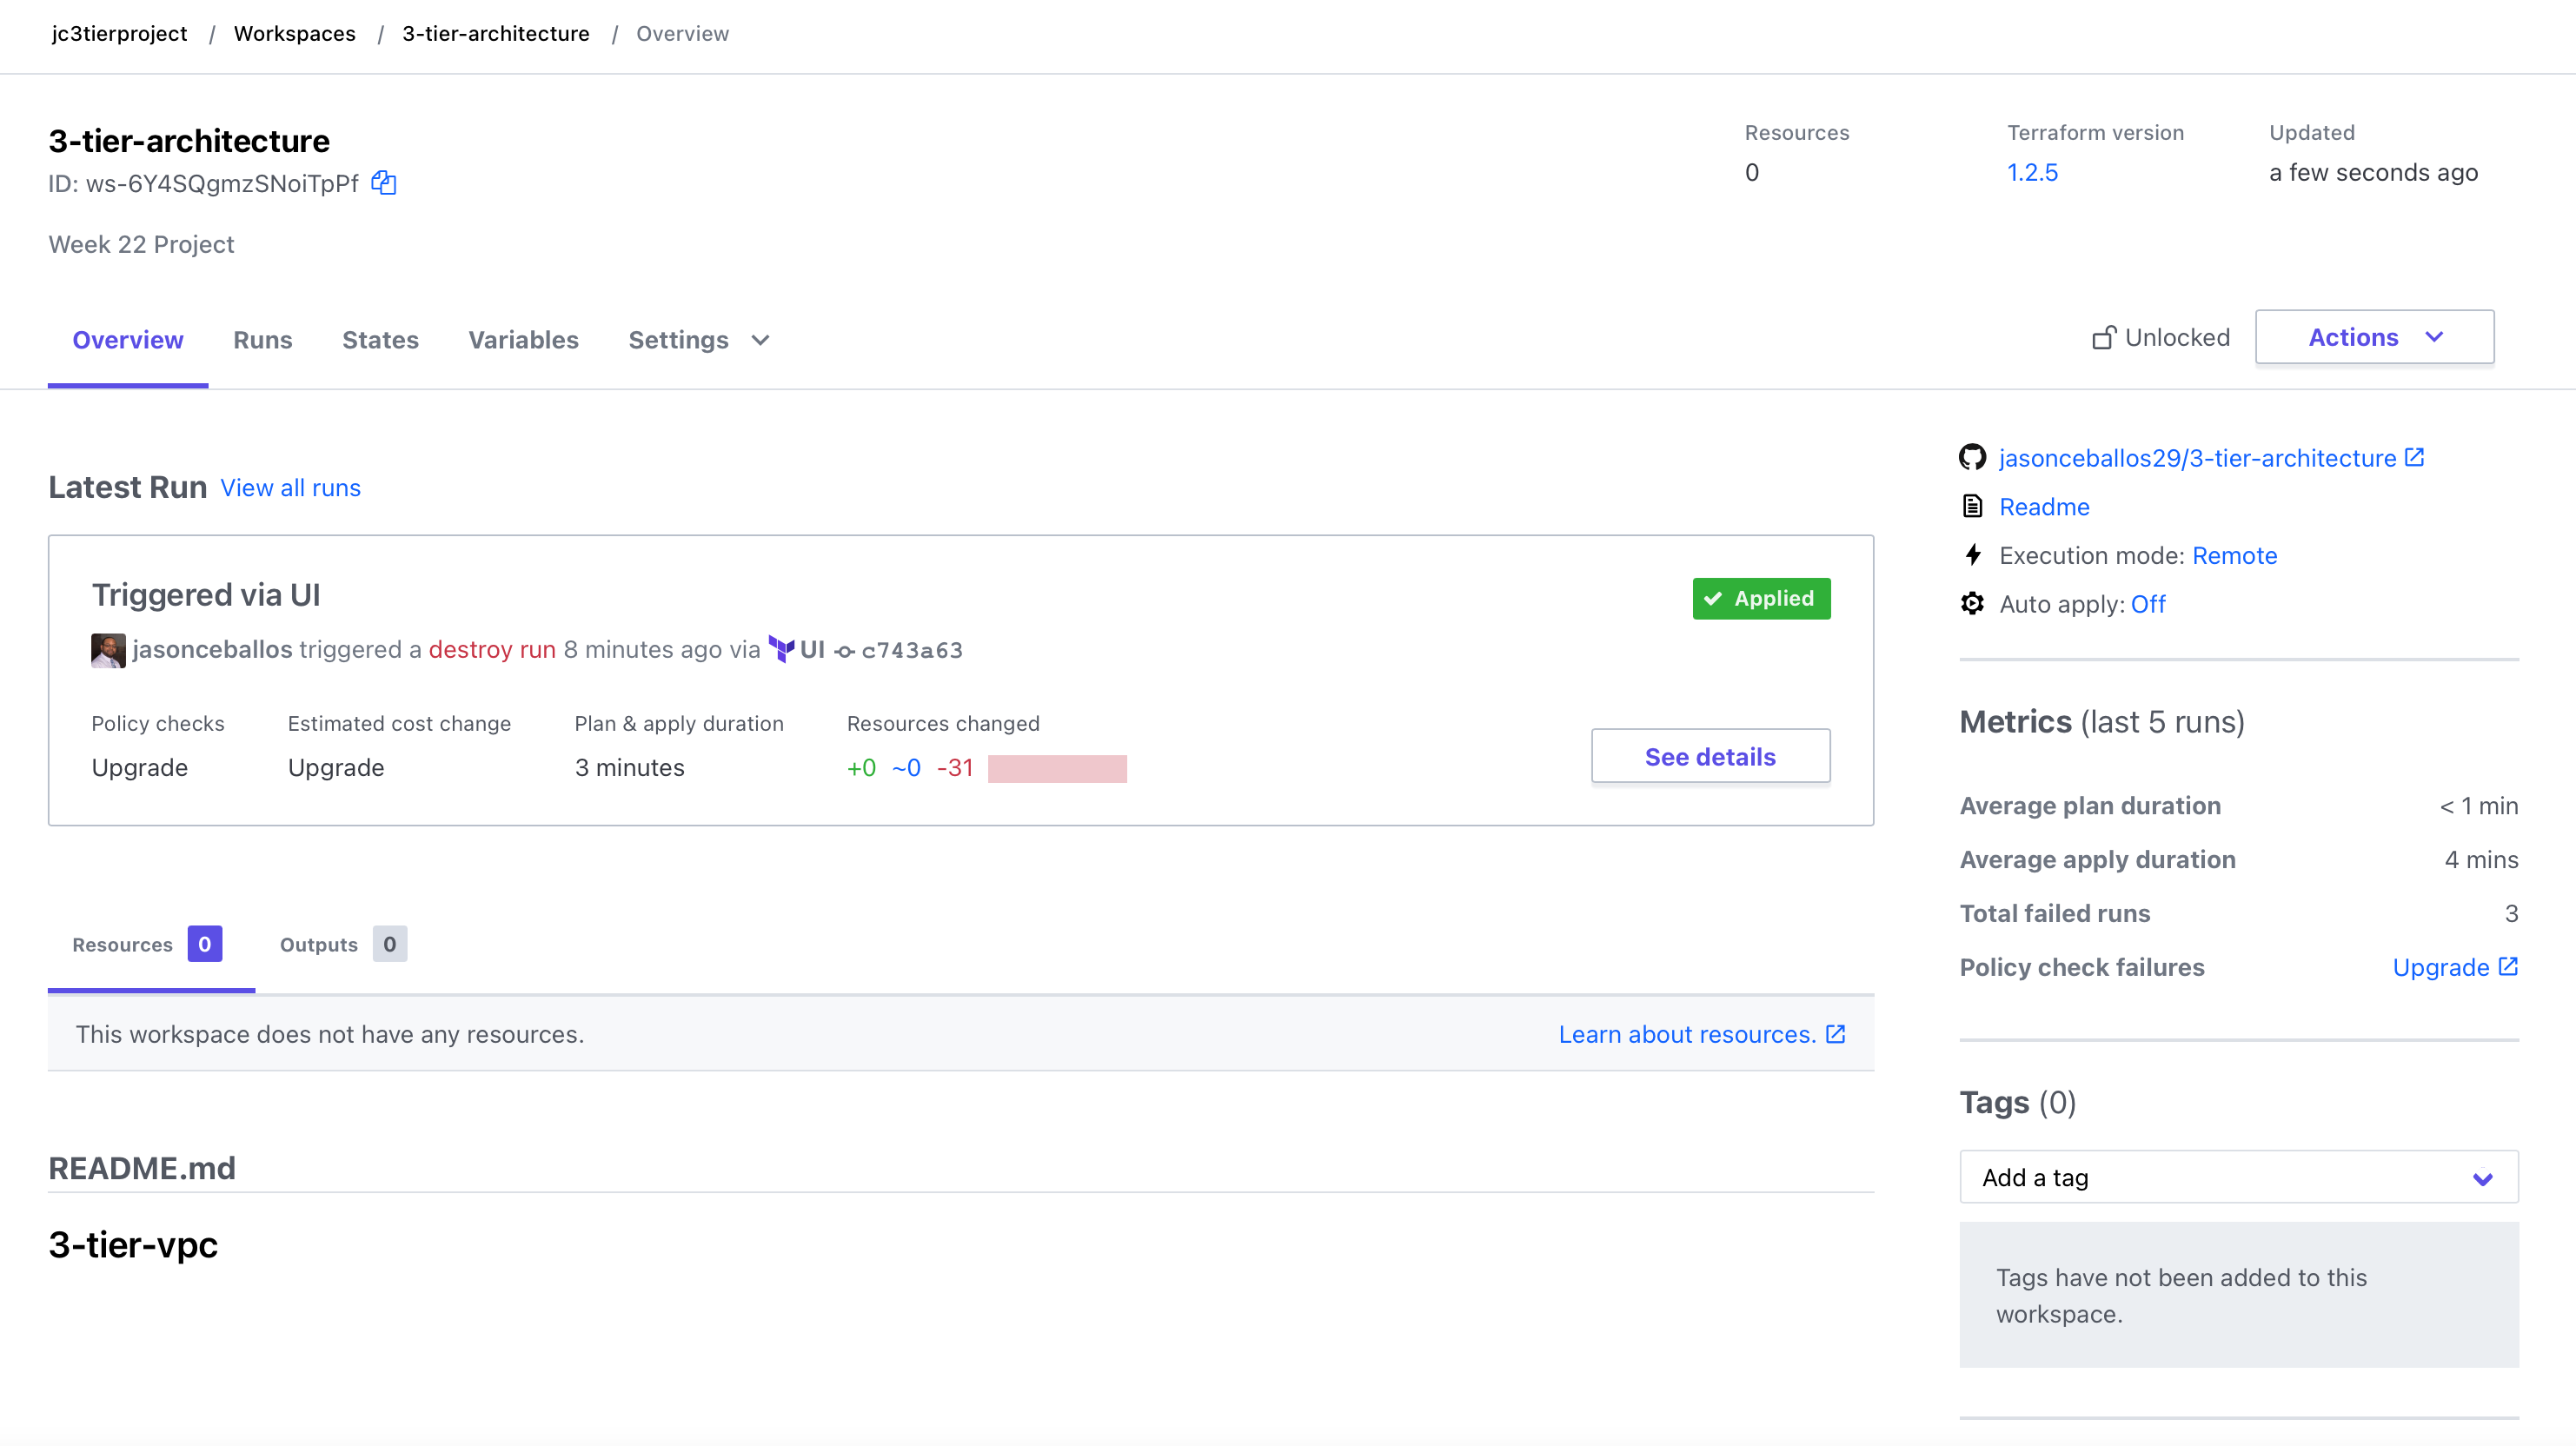 jc3tierproject / Workspaces / 3-tier-architecture / Overview
3-tier-architecture
ID: ws-6Y4SQgmzSNoiTpPf
Week 22 Project
Resources
0
Terraform version
1.2.5
Updated
a few seconds ago
Overview Runs States Variables Settings
Unlocked
Actions
Latest Run View all runs
Triggered via UI
Applied
jasonceballos triggered a destroy run 8 minutes ago via UI c743a63
Policy checks
Upgrade
Estimated cost change
Upgrade
Plan & apply duration
3 minutes
Resources changed
+0 ~0 -31
See details
Resources 0 Outputs 0
This workspace does not have any resources.
Learn about resources.
README.md
3-tier-vpc
jasonceballos29/3-tier-architecture
Readme
Execution mode: Remote
Auto apply: Off
Metrics (last 5 runs)
Average plan duration < 1 min
Average apply duration 4 mins
Total failed runs 3
Policy check failures Upgrade
Tags (0)
Add a tag
Tags have not been added to this
workspace.